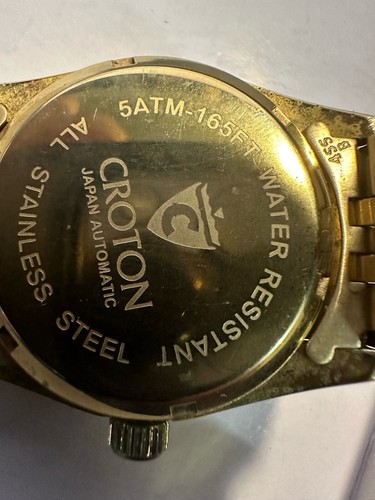 5ATM-165FT WATER RESISTANT
ALL STAINLESS STEEL
C
CROTON
JAPAN AUTOMATIC
455
B